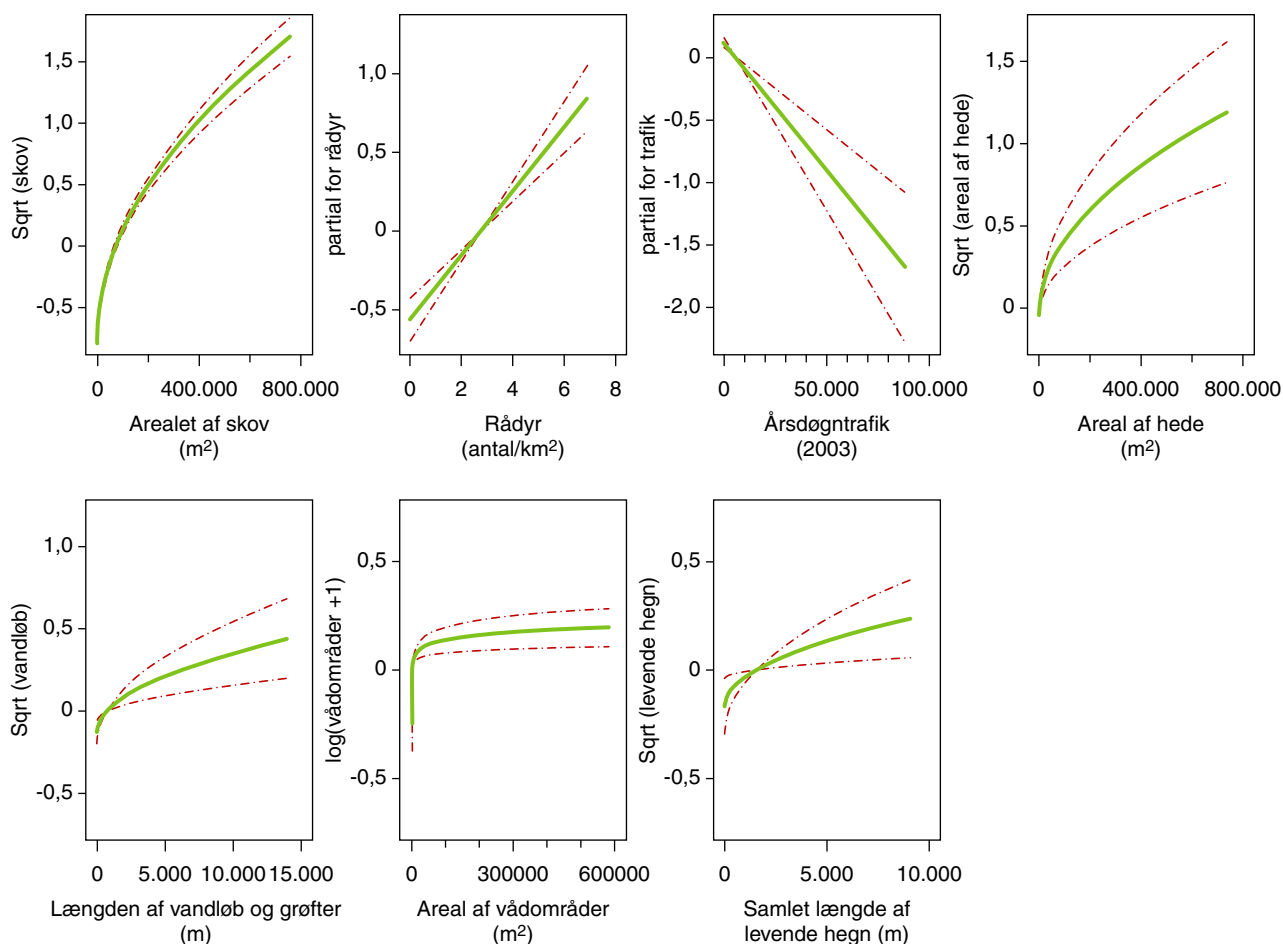 Sqrt (skov)
1,5
1,0
0,5
0
-0,5
0 400.000 800.000
Arealet af skov
(m2)
partial for rådyr
1,0
0,5
0
-0,5
0 2 4 6 8
Rådyr
(antal/km2)
partial for trafik
0
-0,5
-1,0
-1,5
-2,0
0 50.000 100.000
Årsdøgntrafik
(2003)
Sqrt (areal af hede)
1,5
1,0
0,5
0
0 400.000 800.000
Areal af hede
(m2)
Sqrt (vandløb)
1,0
0,5
0
-0,5
0 5.000 10.000 15.000
Længden af vandløb og grøfter
(m)
log(vådområder +1)
0,5
0
-0,5
0 300000 600000
Areal af vådområder
(m2)
Sqrt (levende hegn)
0,5
0
-0,5
0 5.000 10.000
Samlet længde af
levende hegn (m)